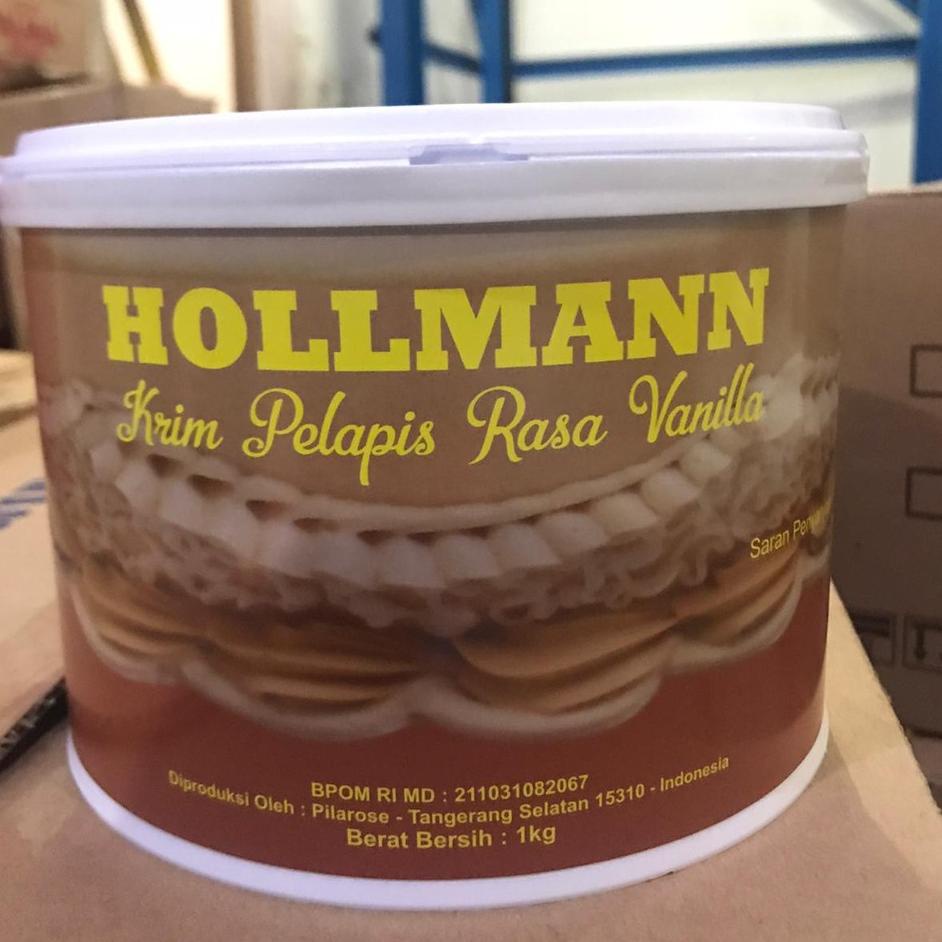 HOLLMANN
Krim Pelapis Rasa Vanilla
Saran
BPOM RI MD : 211031082067
Diproduksi Oleh : Pilarose - Tangerang Selatan 15310 - Indonesia
Berat Bersih : 1kg